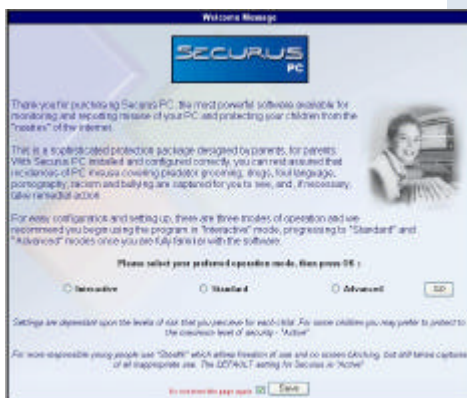 Welcome Message
SECURUS
PC
Thank you for purchasing Securus PC, the most powerful software available for
monitoring and reporting misuse of your PC and protecting your children from the
"nasties" of the internet.
This is a sophisticated protection package designed by parents, for parents.
With Securus PC installed and configured correctly, you can rest assured that
incidences of PC misuse covering predator grooming, drugs, foul language,
pornography, racism and bullying are captured for you to see, and, if necessary,
take remedial action.
For easy configuration and setting up, there are three modes of operation and we
recommend you begin using the program in "Interactive" mode, progressing to "Standard" and
"Advanced" modes once you are fully familiar with the software.
Please select your preferred operation mode, then press OK :
Interactive Standard Advanced GO
Settings are dependant upon the levels of risk that you perceive for each child. For some children you may prefer to protect to
the maximum level of security - "Active"
For more responsible young people use "Stealth" which allows freedom of use and no screen blocking, but still takes captures
of all inappropriate use. The DEFAULT setting for Securus is "Active"
Do not show this page again Save